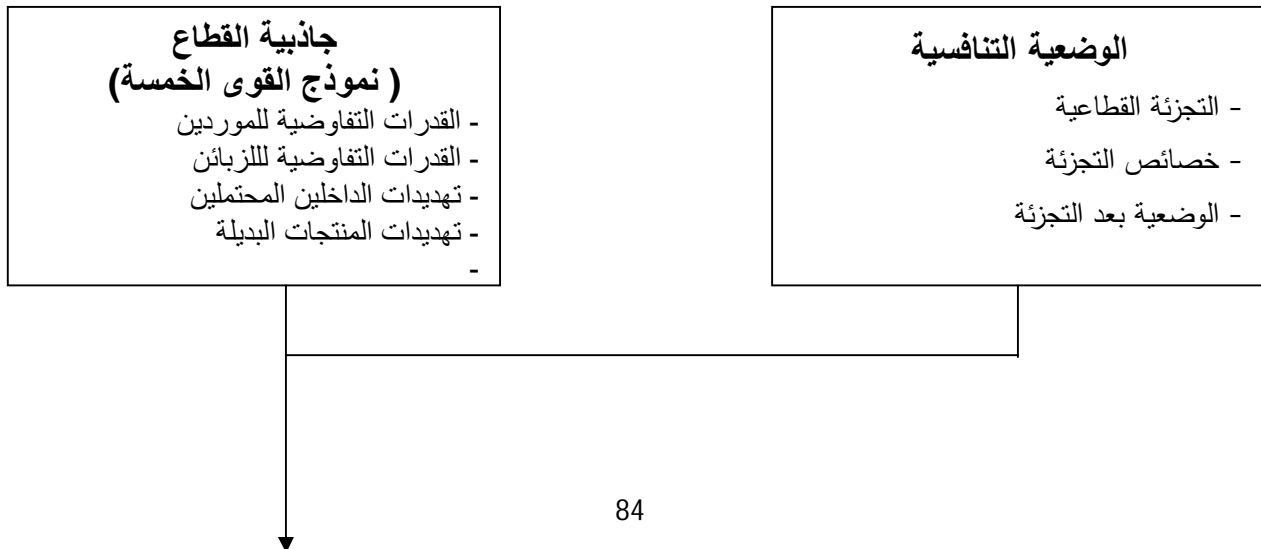 الوضعية التنافسية
- التجزئة القطاعية
- خصائص التجزئة
- الوضعية بعد التجزئة
جاذبية القطاع
( نموذج القوى الخمسة)
- القدرات التفاوضية للموردين
- القدرات التفاوضية لللزبائن
- تهديدات الداخلين المحتملين
- تهديدات المنتجات البديلة
-
84